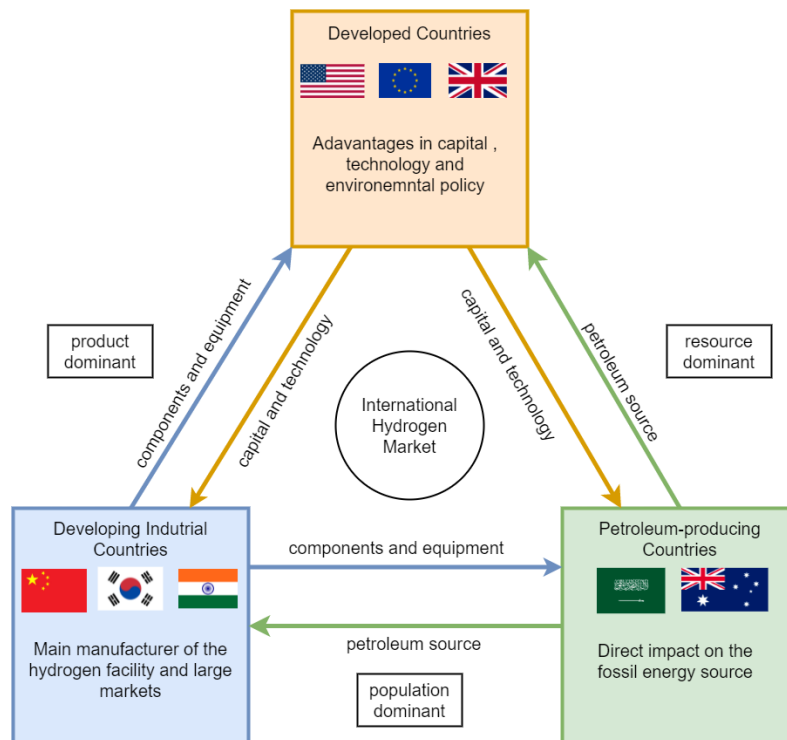 Developed Countries
Adavantages in capital ,
technology and
environemntal policy
components and equipment
capital and technology
capital and technology
petroleum source
product
dominant
resource
dominant
International
Hydrogen
Market
Developing Indutrial
Countries
Main manufacturer of the
hydrogen facility and large
markets
components and equipment
petroleum source
population
dominant
Petroleum-producing
Countries
Direct impact on the
fossil energy source